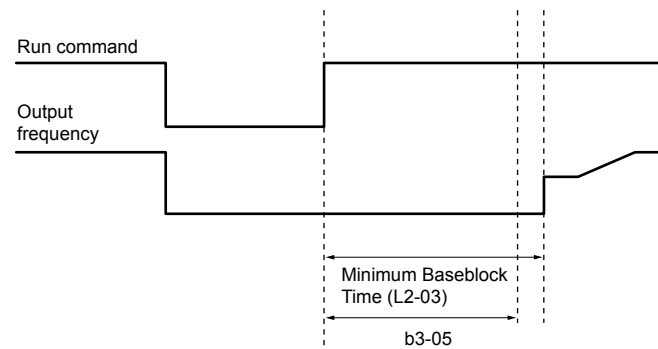 Run command
Output
frequency
Minimum Baseblock
Time (L2-03)
b3-05